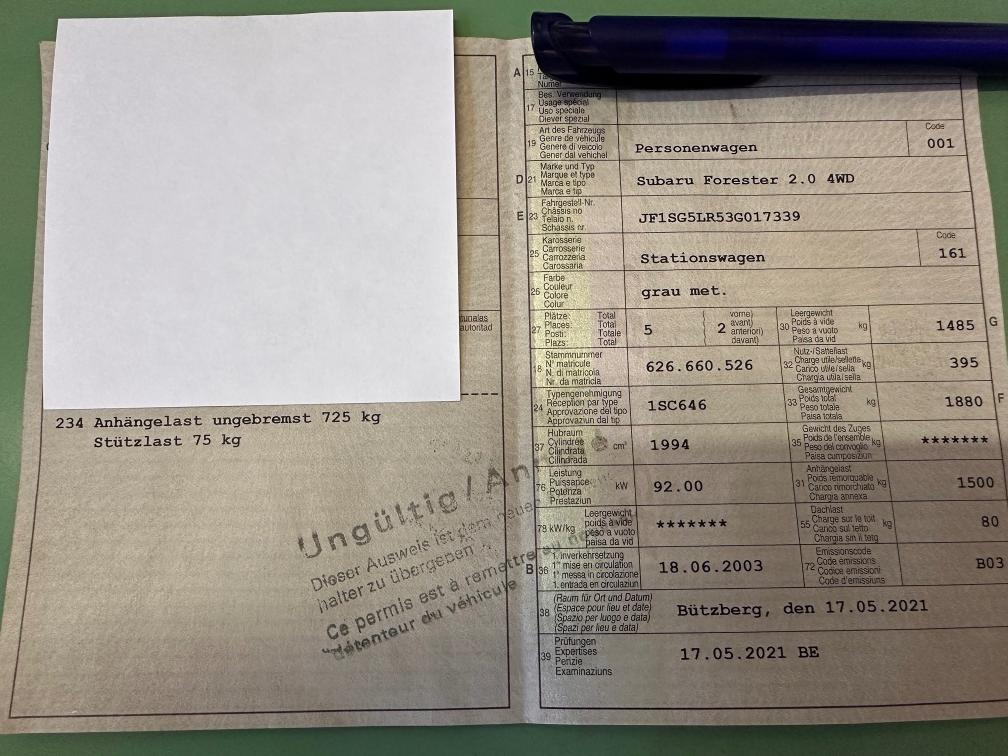 tunalas
autoritad
234 Anhängelast ungebremst 725 kg
Stützlast 75 kg
Ungültig / An
Dieser Ausweis ist dem neuen
halter zu übergeben
Ce permis est à remettre au
détenteur du véhicule
A 15
Numer
17 Bes. Verwendung
Usage spécial
Uso speciale
Diever spezial
19 Art des Fahrzeugs
Genre de véhicule
Genere di veicolo
Gener dal vehichel
Personenwagen
Code
001
D 21 Marke und Typ
Marque et type
Marca e tipo
Marca e tip
Subaru Forester 2.0 4WD
E 23 Fahrgestell-Nr.
Châssis no
Telaio n.
Schassis nr.
JF1SG5LR53G017339
25 Karosserie
Carrosserie
Carrozzeria
Carossaria
Stationswagen
Code
161
26 Farbe
Couleur
Colore
Colur
grau met.
27 Plätze: Total
Places: Total
Posti: Totale
Plazs: Total
5
2
vorne)
avant)
anteriori)
davant)
30 Leergewicht
Poids à vide
Peso a vuoto
Paisa da vid
kg
1485 G
18 Stammnummer
N° matricule
N. di matricola
Nr. da matricla
626.660.526
32 Nutz-/Sattellast
Charge utile/sellette
Carico utile/sella
Chargia utila/sella
kg
395
24 Typengenehmigung
Réception par type
Approvazione del tipo
Approvaziun dal tip
1SC646
33 Gesamtgewicht
Poids total
Peso totale
Paisa totala
kg
1880 F
37 Hubraum
Cylindrée
Cilindrata
Cilindrada
cm³
1994
35 Gewicht des Zuges
Poids de l'ensemble
Peso del convoglio
Paisa cumposiziun
kg
*******
76 Leistung
Puissance
Potenza
Prestaziun
kW
92.00
31 Anhängelast
Poids remorquable
Carico rimorchiato
Chargia annexa
kg
1500
78 kW/kg
Leergewicht
poids à vide
peso a vuoto
paisa da vid
*******
55 Dachlast
Charge sur le toit
Carico sul tetto
Chargia sin il tetg
kg
80
B 36 1. Inverkehrsetzung
1re mise en circulation
1a messa in circolazione
1. entrada en circulaziun
18.06.2003
72 Emissionscode
Code émissions
Codice emissioni
Code d'emissiuns
B03
38 (Raum für Ort und Datum)
(Espace pour lieu et date)
(Spazio per luogo e data)
(Spazi per lieu e data)
Bützberg, den 17.05.2021
39 Prüfungen
Expertises
Perizie
Examinaziuns
17.05.2021 BE